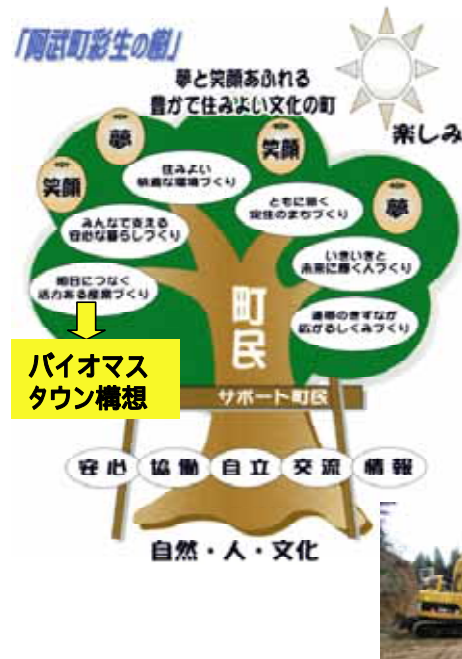 「阿武町彩生の樹」
夢と笑顔あふれる
豊かで住みよい文化の町
楽しみ
夢
笑顔
笑顔
夢
住みよい
快適な環境づくり
ともに築く
定住のまちづくり
みんなで支える
安心な暮らしづくり
いきいきと
未来に輝く人づくり
明日につなぐ
活力ある産業づくり
連帯のきずなが
広がるしくみづくり
町民
バイオマス
タウン構想
サポート町民
安心
協働
自立
交流
情報
自然・人・文化